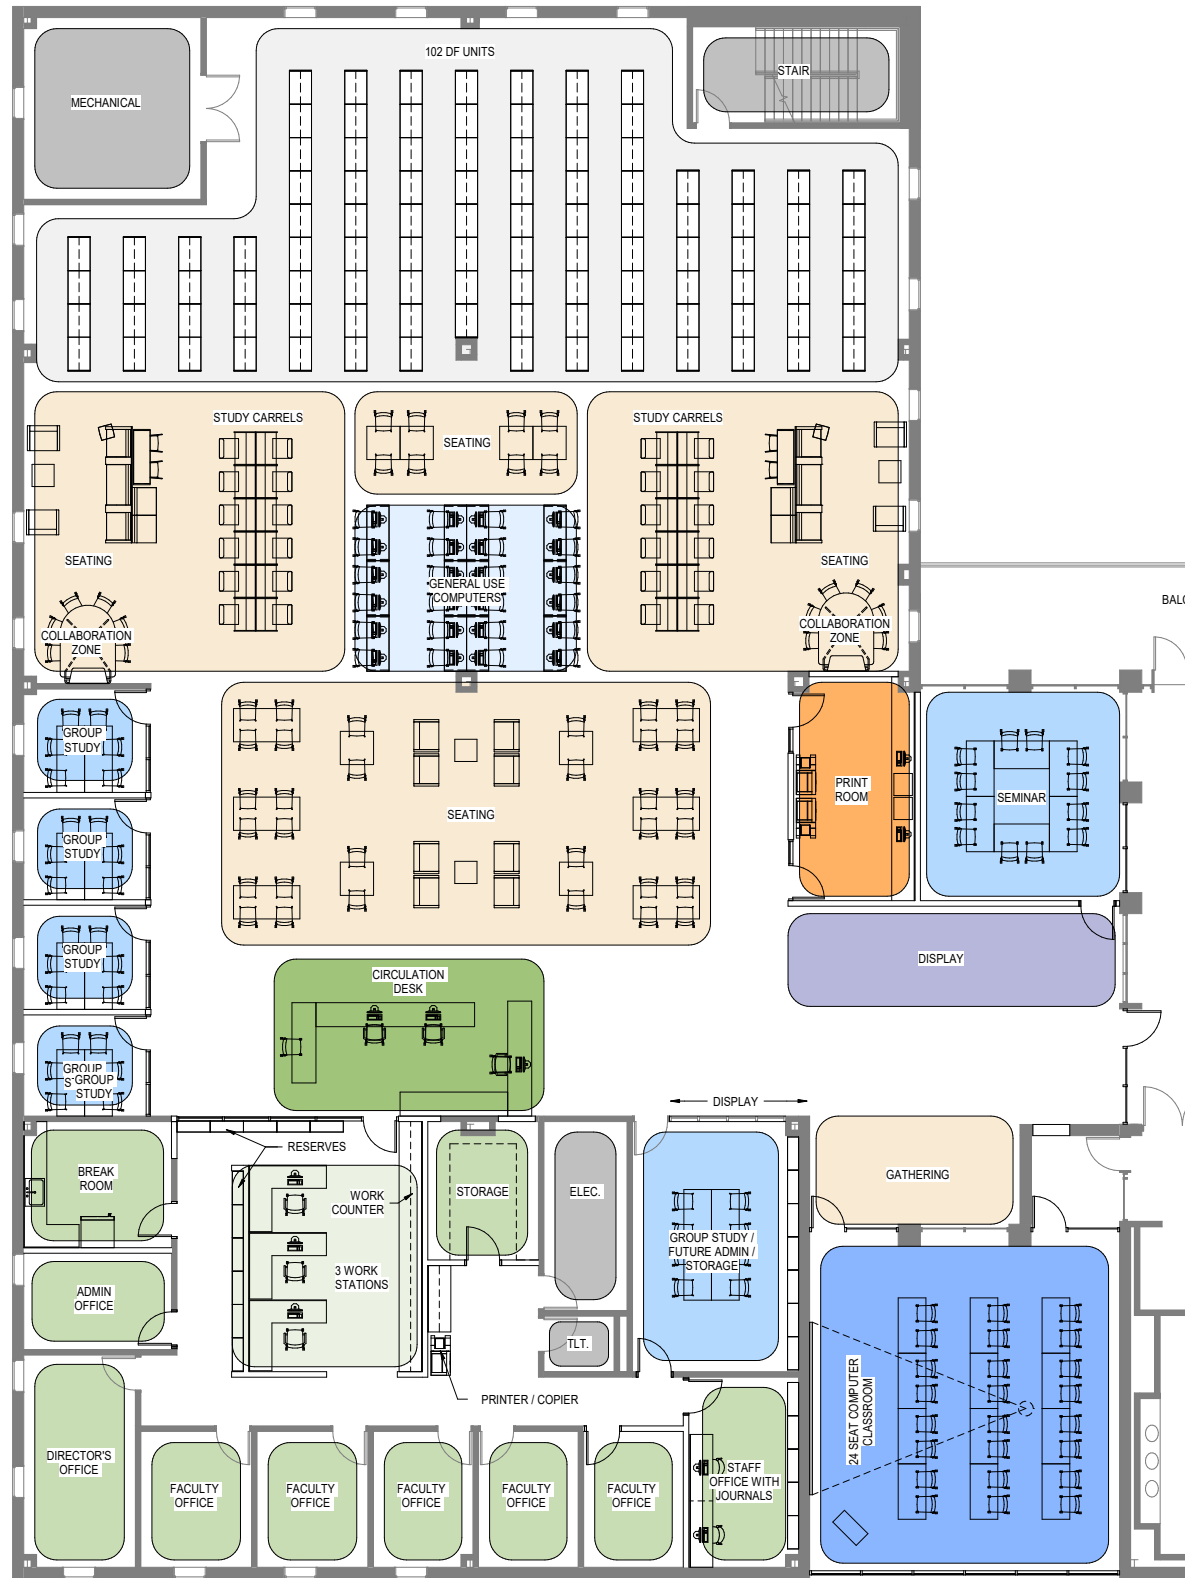 102 DF UNITS
STAIR
MECHANICAL
STUDY CARRELS
SEATING
STUDY CARRELS
SEATING
GENERAL USE
COMPUTERS
SEATING
COLLABORATION
ZONE
COLLABORATION
ZONE
GROUP
STUDY
PRINT
ROOM
SEMINAR
SEATING
GROUP
STUDY
GROUP
STUDY
DISPLAY
CIRCULATION
DESK
GROUP
GROUP
STUDY
DISPLAY
RESERVES
BREAK
ROOM
STORAGE
ELEC.
GATHERING
WORK
COUNTER
GROUP STUDY /
FUTURE ADMIN /
STORAGE
3 WORK
STATIONS
ADMIN
OFFICE
TLT.
PRINTER / COPIER
24 SEAT COMPUTER
CLASSROOM
DIRECTOR'S
OFFICE
FACULTY
OFFICE
FACULTY
OFFICE
FACULTY
OFFICE
FACULTY
OFFICE
FACULTY
OFFICE
STAFF
OFFICE WITH
JOURNALS